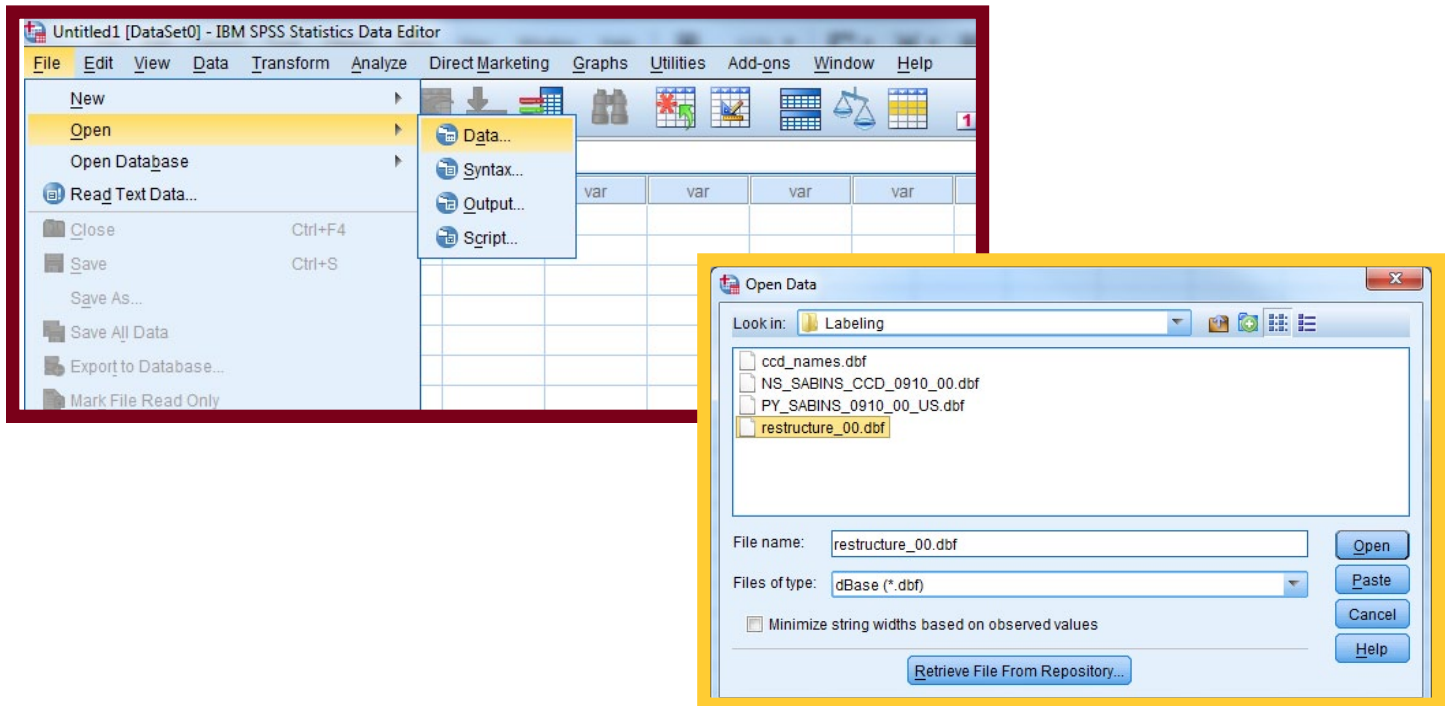 Untitled1 [DataSet0] - IBM SPSS Statistics Data Editor
File Edit View Data Transform Analyze Direct Marketing Graphs Utilities Add-ons Window Help
New
Open
Open Database
Read Text Data...
Close Ctrl+F4
Save Ctrl+S
Save As...
Save All Data
Export to Database...
Mark File Read Only
Data...
Syntax...
Output...
Script...
1
var var var var
Open Data
Look in: Labeling
ccd_names.dbf
NS_SABINS_CCD_0910_00.dbf
PY_SABINS_0910_00_US.dbf
restructure_00.dbf
File name: restructure_00.dbf
Open
Files of type: dBase (*.dbf)
Paste
Minimize string widths based on observed values
Cancel
Help
Retrieve File From Repository...